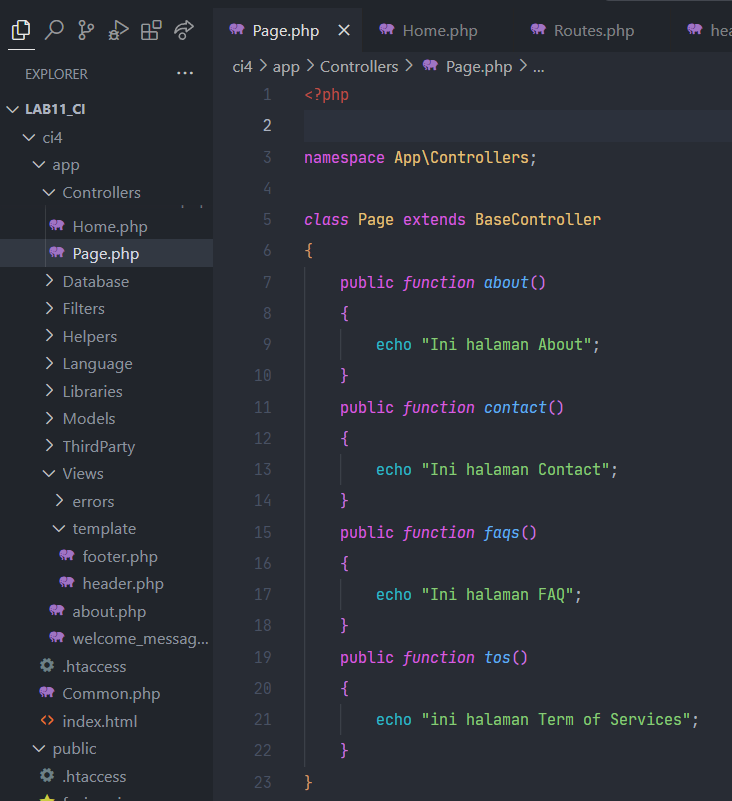 Page.php
Home.php
Routes.php
hea
EXPLORER
ci4 > app > Controllers > Page.php > ...
LAB11_CI
ci4
app
Controllers
Home.php
Page.php
Database
Filters
Helpers
Language
Libraries
Models
ThirdParty
Views
errors
template
footer.php
header.php
about.php
welcome_messag...
.htaccess
Common.php
index.html
public
.htaccess
1 <?php
2
3 namespace App\Controllers;
4
5 class Page extends BaseController
6 {
7 public function about()
8 {
9 echo "Ini halaman About";
10 }
11 public function contact()
12 {
13 echo "Ini halaman Contact";
14 }
15 public function faqs()
16 {
17 echo "Ini halaman FAQ";
18 }
19 public function tos()
20 {
21 echo "ini halaman Term of Services";
22 }
23 }